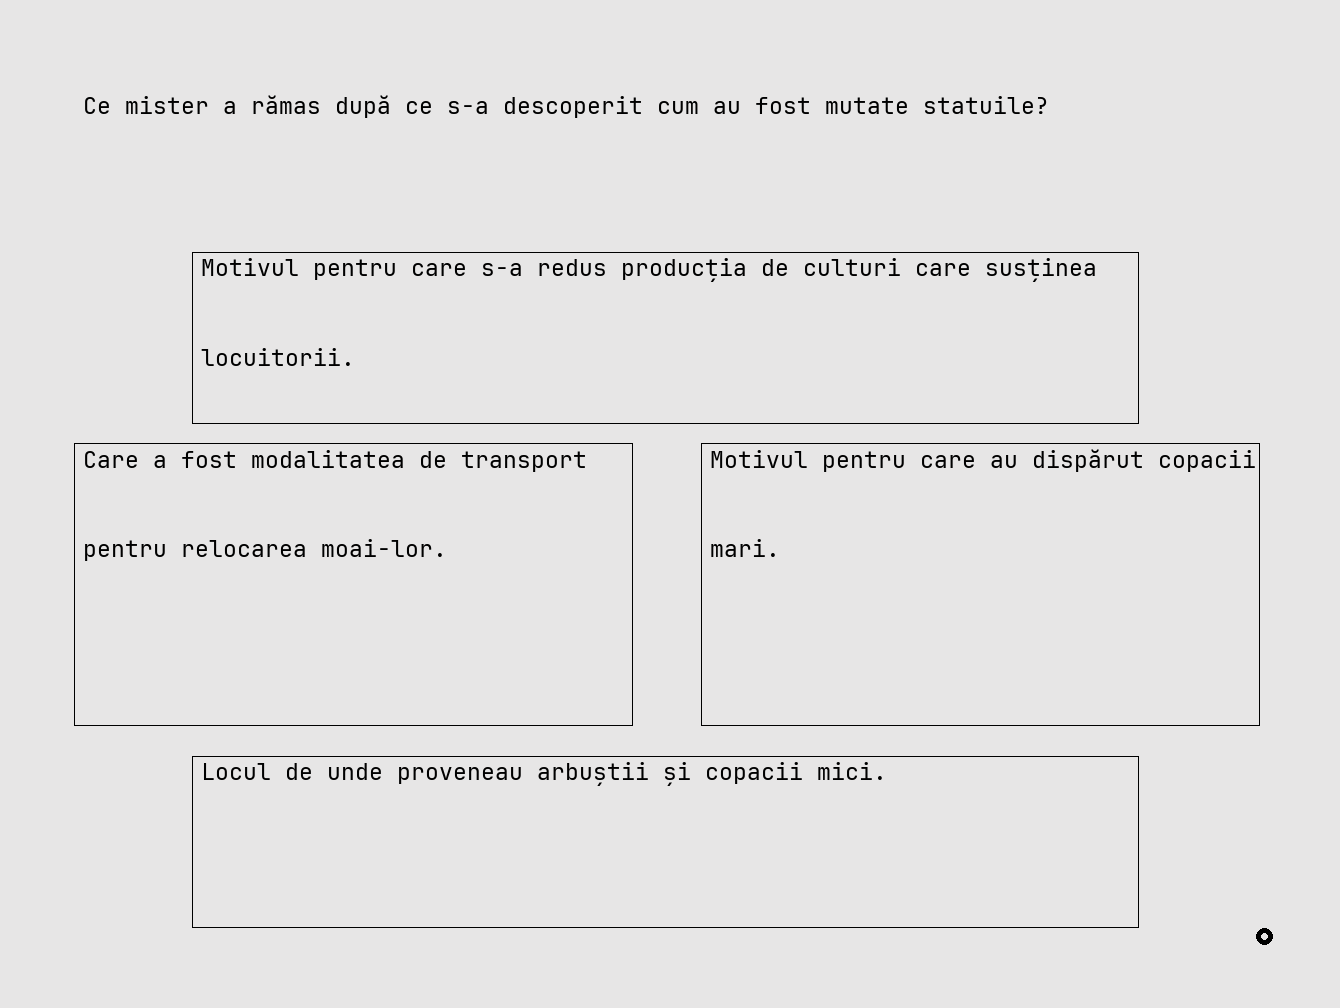 Ce mister a rămas după ce s-a descoperit cum au fost mutate statuile?
Motivul pentru care s-a redus producția de culturi care susținea
locuitorii.
Care a fost modalitatea de transport
pentru relocarea moai-lor.
Motivul pentru care au dispărut copacii
mari.
Locul de unde proveneau arbuștii și copacii mici.